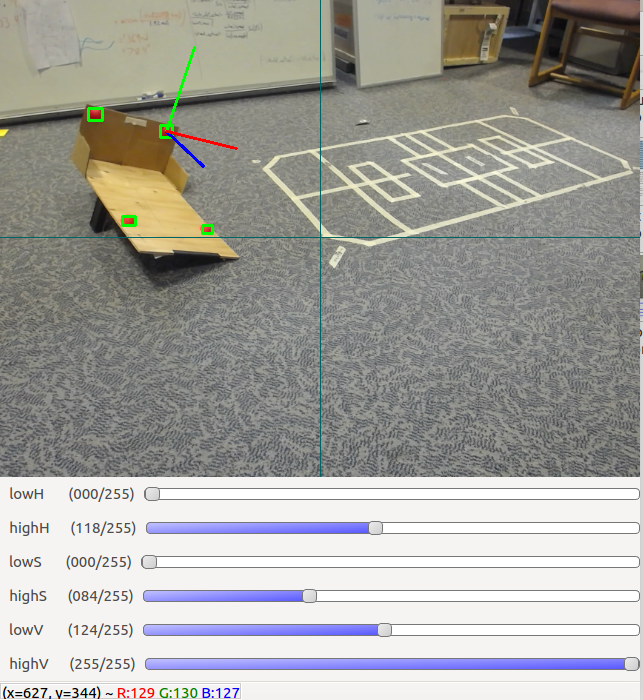 lowH (000/255)
highH (118/255)
lowS (000/255)
highS (084/255)
lowV (124/255)
highV (255/255)
(x=627, y=344) ~ R:129 G:130 B:127